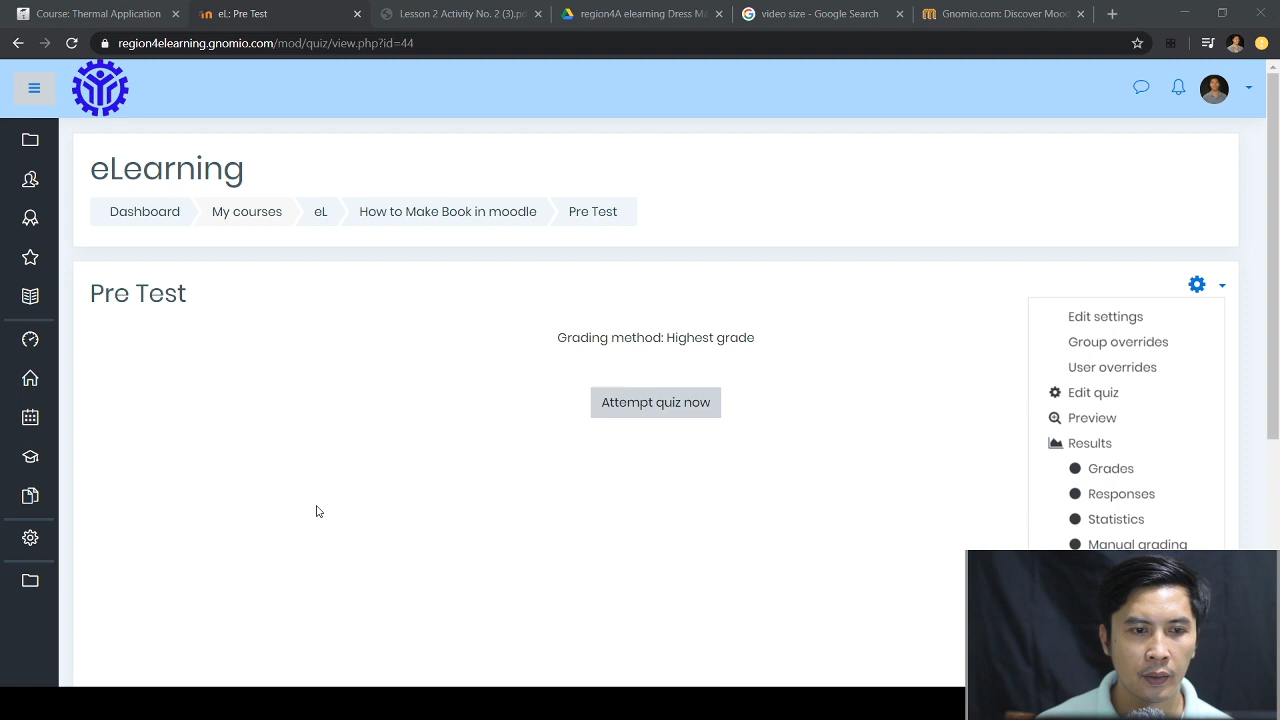 Course: Thermal Application
eL: Pre Test
Lesson 2 Activity No. 2 (3).pd
region4A elearning Dress Ma
video size - Google Search
Gnomio.com: Discover Mood
region4elearning.gnomio.com/mod/quiz/view.php?id=44
eLearning
Dashboard
My courses
eL
How to Make Book in moodle
Pre Test
Pre Test
Grading method: Highest grade
Attempt quiz now
Edit settings
Group overrides
User overrides
Edit quiz
Preview
Results
Grades
Responses
Statistics
Manual grading